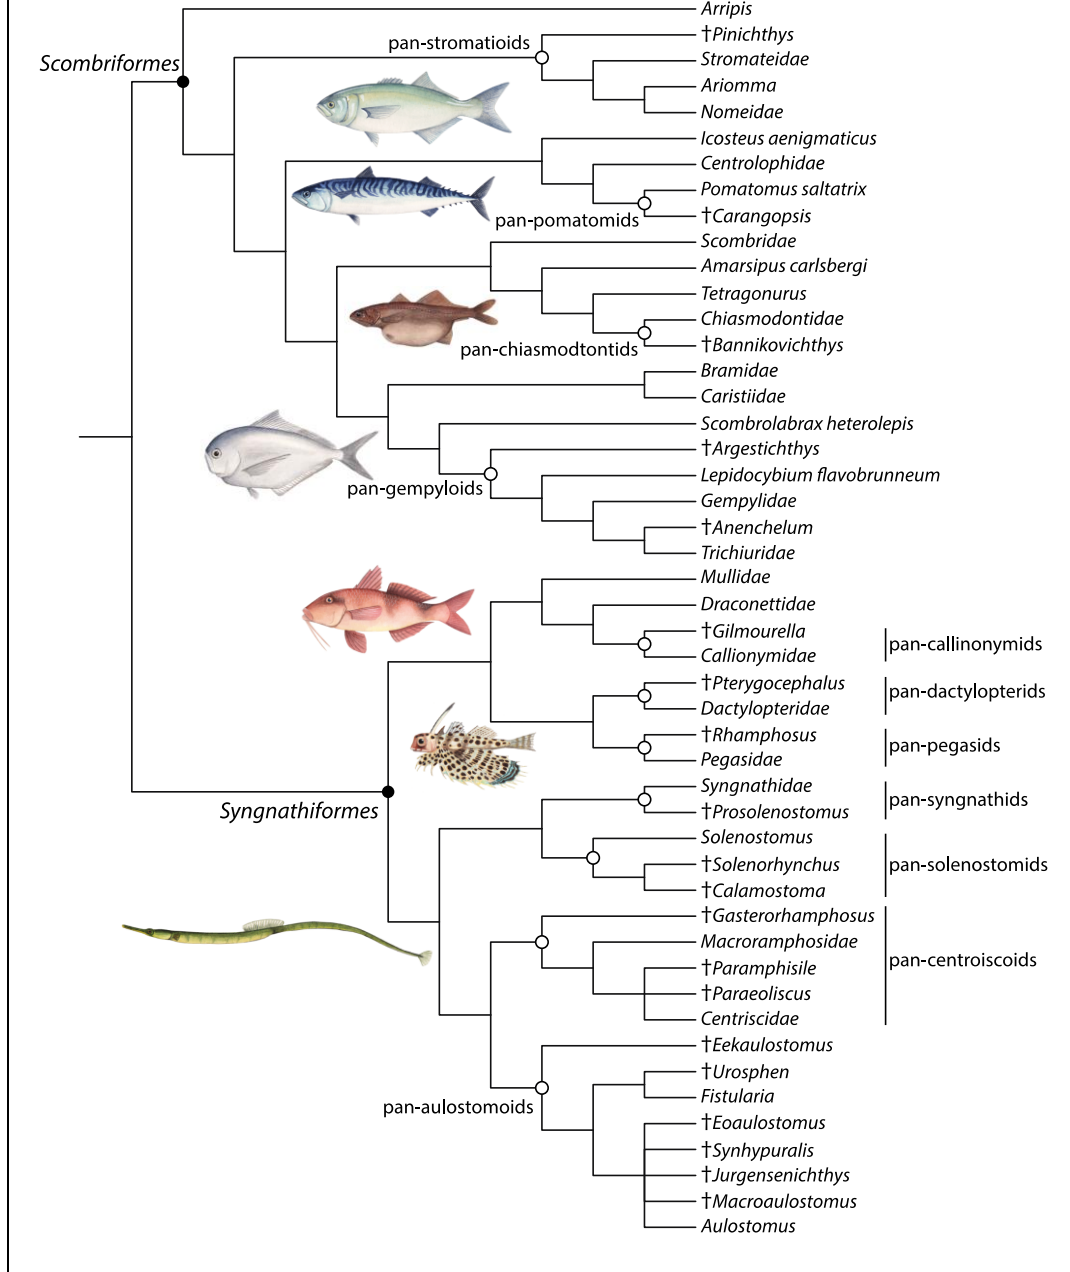 Arripis
†Pinichthys
pan-stromatioids
Stromateidae
Scombriformes
Ariomma
Nomeidae
Icosteus aenigmaticus
Centrolophidae
Pomatomus saltatrix
†Carangopsis
pan-pomatomids
Scombridae
Amarsipus carlsbergi
Tetragonurus
Chiasmodontidae
†Bannikovichthys
pan-chiasmodtontids
Bramidae
Caristiidae
Scombrolabrax heterolepis
†Argestichthys
Lepidocybium flavobrunneum
pan-gempyloids
Gempylidae
†Anenchelum
Trichiuridae
Mullidae
Draconettidae
†Gilmourella
pan-callinonymids
Callionymidae
†Pterygocephalus
pan-dactylopterids
Dactylopteridae
†Rhamphosus
pan-pegasids
Pegasidae
Syngnathidae
pan-syngnathids
†Prosolenostomus
Syngnathiformes
Solenostomus
†Solenorhynchus
pan-solenostomids
†Calamostoma
†Gasterorhamphosus
Macroramphosidae
pan-centroiscoids
†Paramphisile
†Paraeoliscus
Centriscidae
†Eekaulostomus
†Urosphen
Fistularia
pan-aulostomoids
†Eoaulostomus
†Synhypuralis
†Jurgensenichthys
†Macroaulostomus
Aulostomus